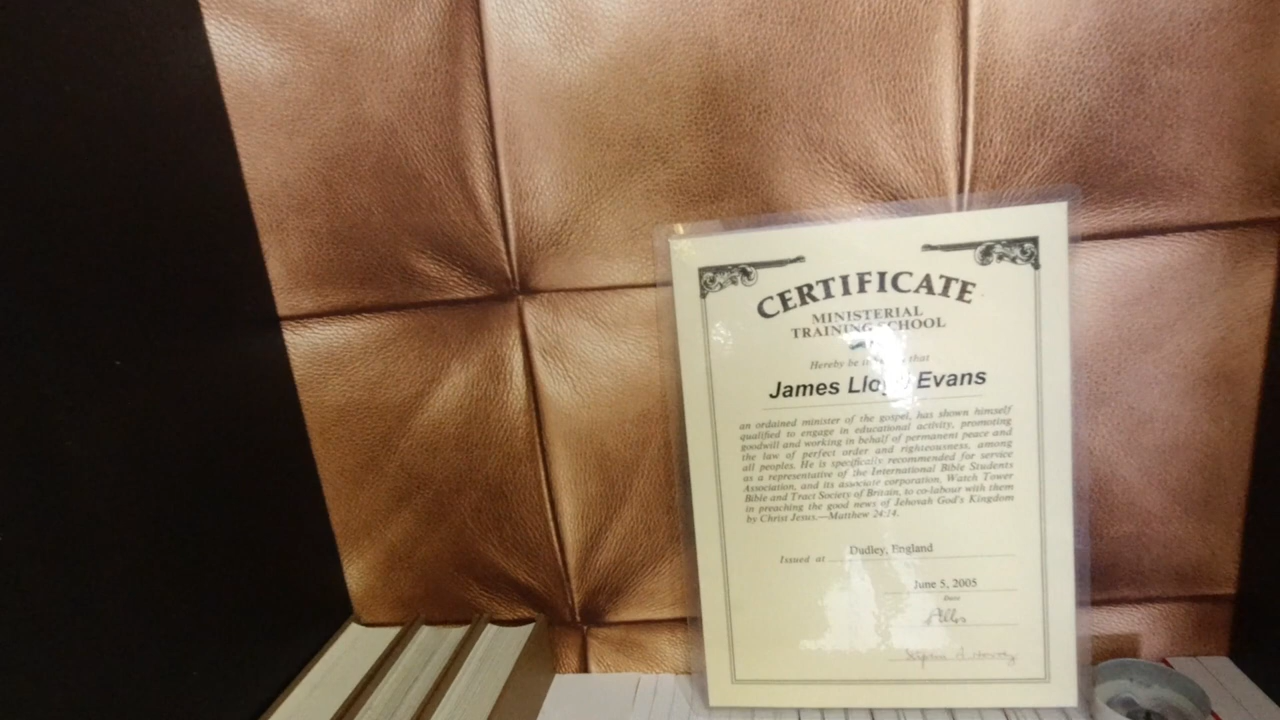 CERTIFICATE
MINISTERIAL
TRAINING SCHOOL
Hereby be it that
James Lloyd Evans
an ordained minister of the gospel, has shown himself
qualified to engage in educational activity, promoting
goodwill and working in behalf of permanent peace and
the law of perfect order and righteousness, among
all peoples. He is specifically recommended for service
as a representative of the International Bible Students
Association, and its associate corporation, Watch Tower
Bible and Tract Society of Britain, to co-labour with them
in preaching the good news of Jehovah God's Kingdom
by Christ Jesus.—Matthew 24:14.
Issued at Dudley, England
June 5, 2005
Date